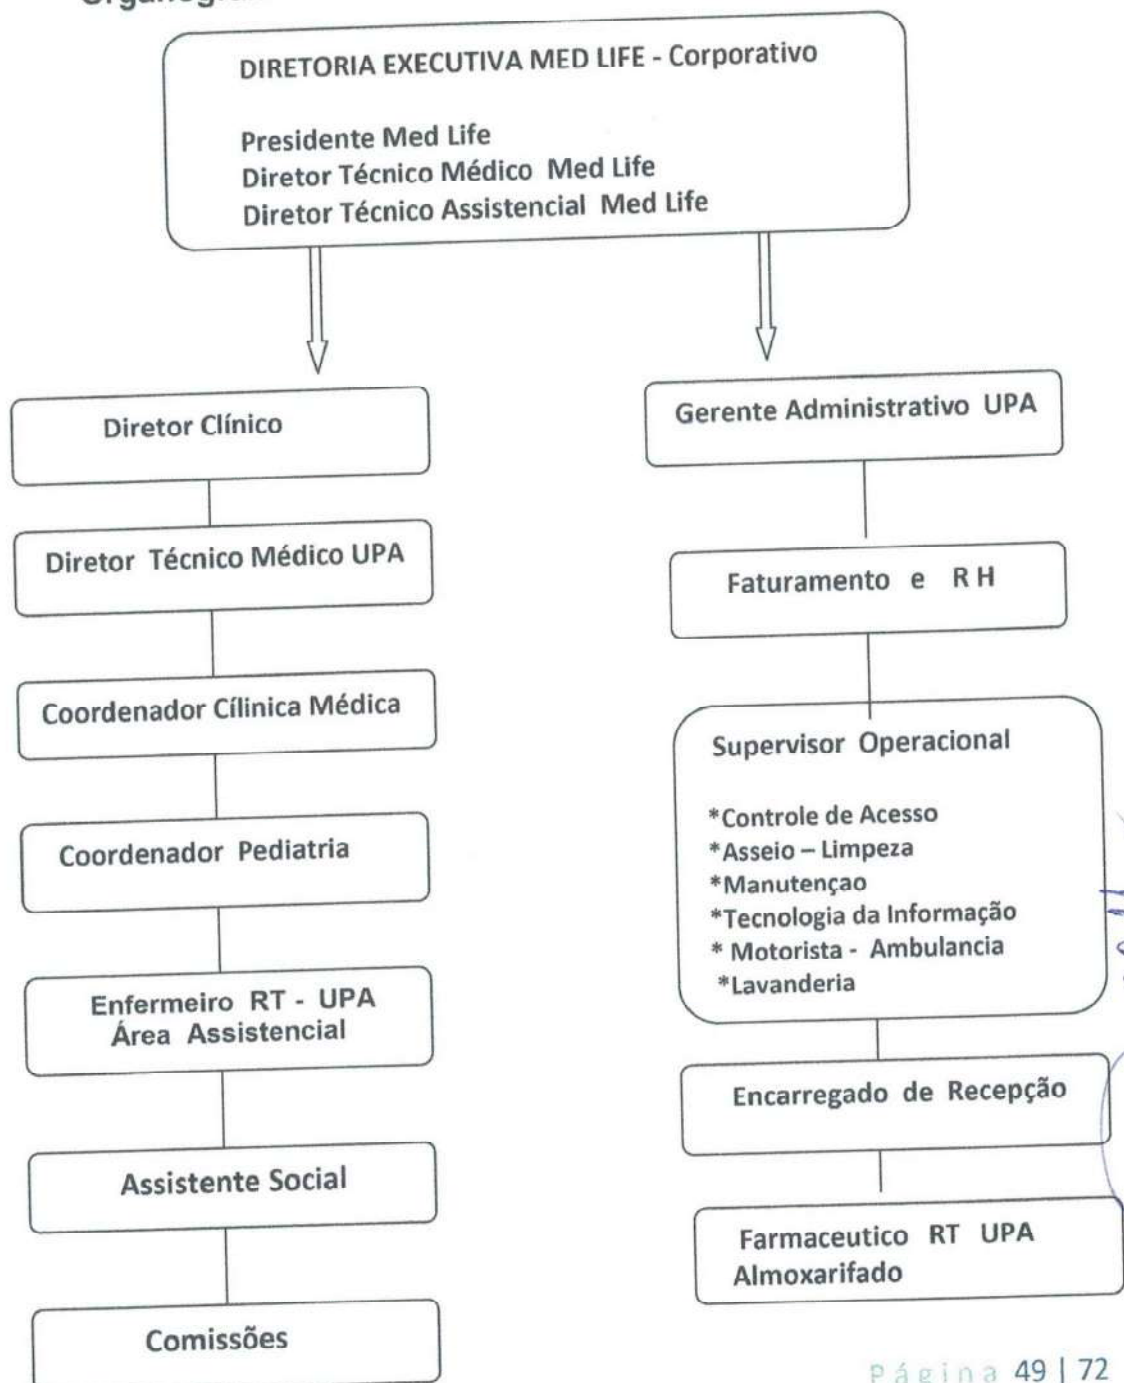 DIRETORIA EXECUTIVA MED LIFE - Corporativo
Presidente Med Life
Diretor Técnico Médico Med Life
Diretor Técnico Assistencial Med Life
Diretor Clínico
Diretor Técnico Médico UPA
Coordenador Cílinica Médica
Coordenador Pediatria
Enfermeiro RT - UPA
Área Assistencial
Assistente Social
Comissões
Gerente Administrativo UPA
Faturamento e R H
Supervisor Operacional
*Controle de Acesso
*Asseio – Limpeza
*Manutençao
*Tecnologia da Informação
* Motorista - Ambulancia
*Lavanderia
Encarregado de Recepção
Farmaceutico RT UPA
Almoxarifado
Página 49 | 72